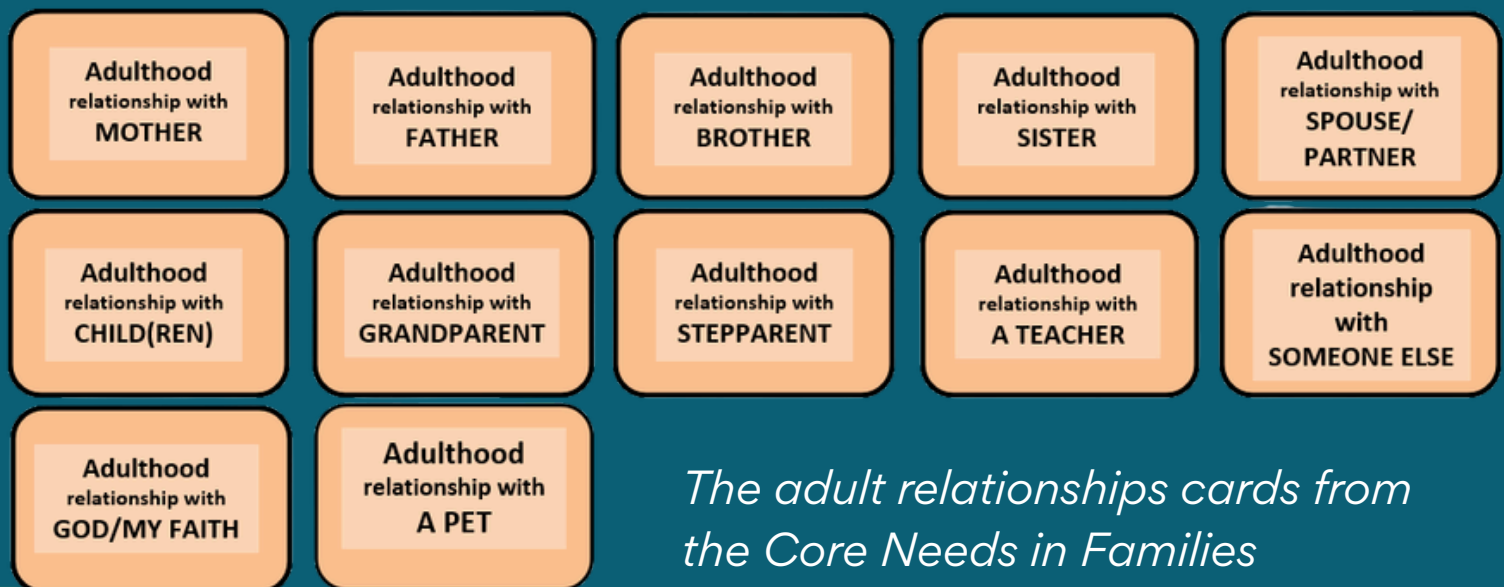 Adulthood
relationship with
MOTHER
Adulthood
relationship with
FATHER
Adulthood
relationship with
BROTHER
Adulthood
relationship with
SISTER
Adulthood
relationship with
SPOUSE/
PARTNER
Adulthood
relationship with
CHILD(REN)
Adulthood
relationship with
GRANDPARENT
Adulthood
relationship with
STEPPARENT
Adulthood
relationship with
A TEACHER
Adulthood
relationship
with
SOMEONE ELSE
Adulthood
relationship with
GOD/MY FAITH
Adulthood
relationship with
A PET
The adult relationships cards from
the Core Needs in Families